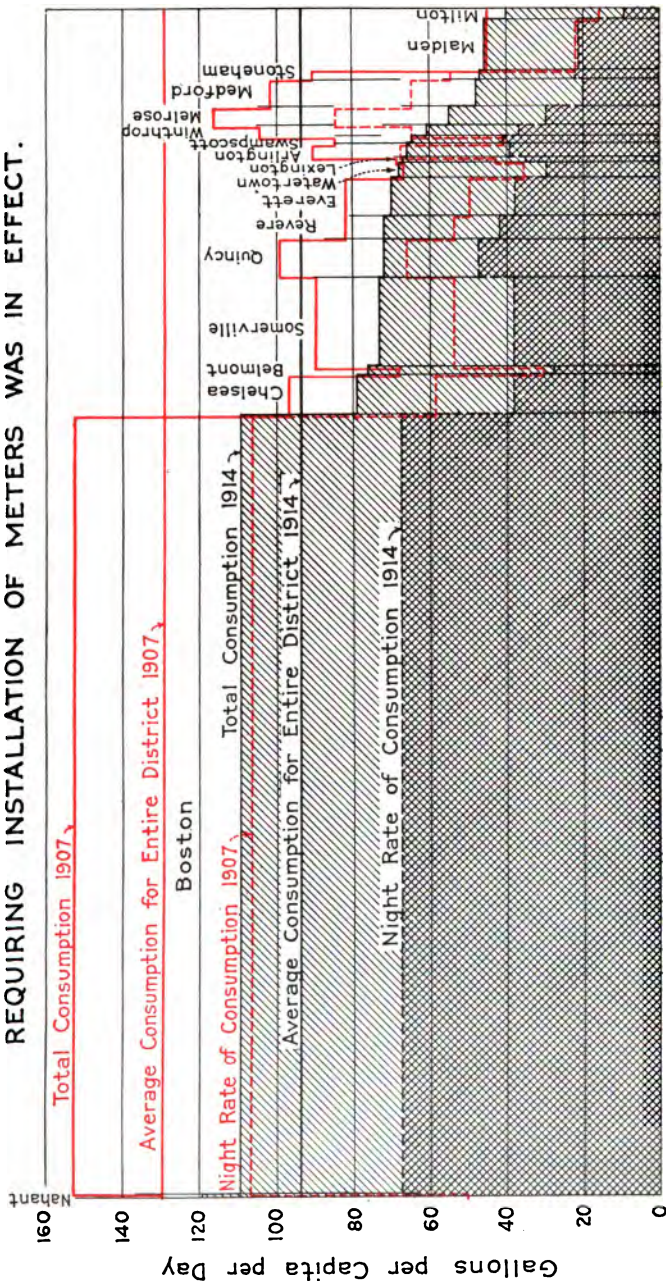 REQUIRING INSTALLATION OF METERS WAS IN EFFECT.
Gallons per Capita per Day
160
140
120
100
80
60
40
20
0
Nahant
Total Consumption 1907
Average Consumption for Entire District 1907
Boston
Night Rate of Consumption 1907
Total Consumption 1914
Average Consumption for Entire District 1914
Night Rate of Consumption 1914
Chelsea
Belmont
Somerville
Quincy
Revere
Everett
Watertown
Lexington
Arlington
Swampscott
Winthrop
Melrose
Medford
Stoneham
Malden
Milton